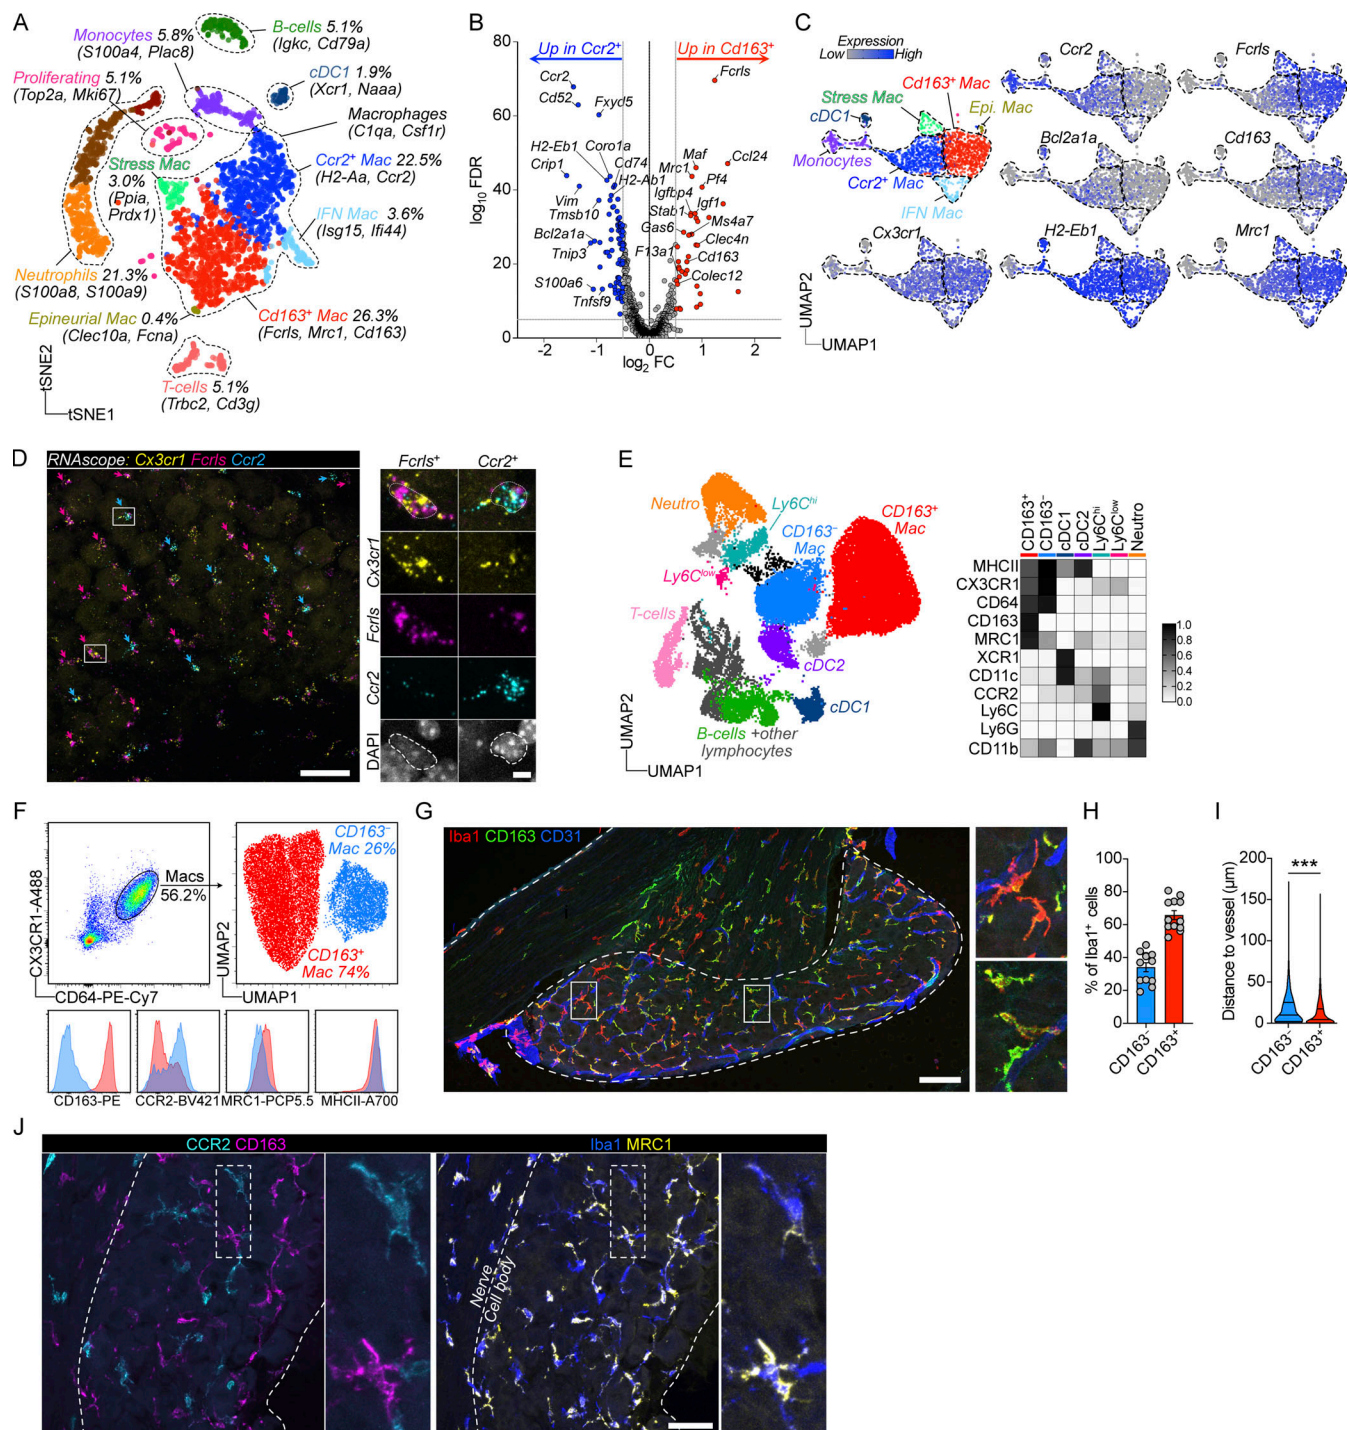 A
Monocytes 5.8%
(S100a4, Plac8)
B-cells 5.1%
(Igkc, Cd79a)
Proliferating
5.1%
(Top2a, Mki67)
cDC1 1.9%
(Xcr1, Naaa)
Macrophages
(C1qa, Csf1r)
Stress Mac
3.0%
(Ppia,
Prdx1)
Ccr2+ Mac 22.5%
(H2-Aa, Ccr2)
IFN Mac 3.6%
(Isg15, Ifi44)
Neutrophils 21.3%
(S100a8, S100a9)
Epineurial Mac 0.4%
(Clec10a, Fcna)
Cd163+ Mac 26.3%
(Fcrls, Mrc1, Cd163)
T-cells 5.1%
(Trbc2, Cd3g)
tSNE2
tSNE1
B
Up in Ccr2+
Up in Cd163+
log10 FDR
80
60
40
20
0
-2
-1
0
1
2
log2 FC
Ccr2
Cd52
Fxyd5
Fcrls
H2-Eb1
Coro1a
Crip1
Cd74
H2-Ab1
Vim
Tmsb10
Bcl2a1a
Tnip3
S100a6
Tnfsf9
Maf
Mrc1
Ccl24
Pf4
Igfbp4
Igf1
Stab1
Ms4a7
Gas6
Clec4n
F13a1
Cd163
Colec12
C
Expression
Low
High
Cd163+ Mac
Stress Mac
Epi. Mac
cDC1
Monocytes
Ccr2+ Mac
IFN Mac
Ccr2
Fcrls
Bcl2a1a
Cd163
Cx3cr1
H2-Eb1
Mrc1
UMAP2
UMAP1
D
RNAscope: Cx3cr1 Fcrls Ccr2
Fcrls+
Ccr2+
Cx3cr1
Fcrls
Ccr2
DAPI
E
Neutro
Ly6Chi
CD163+
Mac
CD163−
Mac
Ly6Clow
T-cells
cDC2
cDC1
B-cells +other
lymphocytes
UMAP2
UMAP1
CD163+
CD163−
cDC1
cDC2
Ly6Chi
Ly6Clow
Neutro
MHCII
CX3CR1
CD64
CD163
MRC1
XCR1
CD11c
CCR2
Ly6C
Ly6G
CD11b
1.0
0.8
0.6
0.4
0.2
0.0
F
CX3CR1-A488
CD64-PE-Cy7
Macs
56.2%
CD163−
Mac 26%
CD163+
Mac 74%
UMAP2
UMAP1
CD163-PE
CCR2-BV421
MRC1-PCP5.5
MHCII-A700
G
Iba1 CD163 CD31
H
% of Iba1+ cells
100
80
60
40
20
0
CD163−
CD163+
I
Distance to vessel (µm)
200
150
100
50
0
***
CD163−
CD163+
J
CCR2 CD163
Iba1 MRC1
Nerve
Cell body